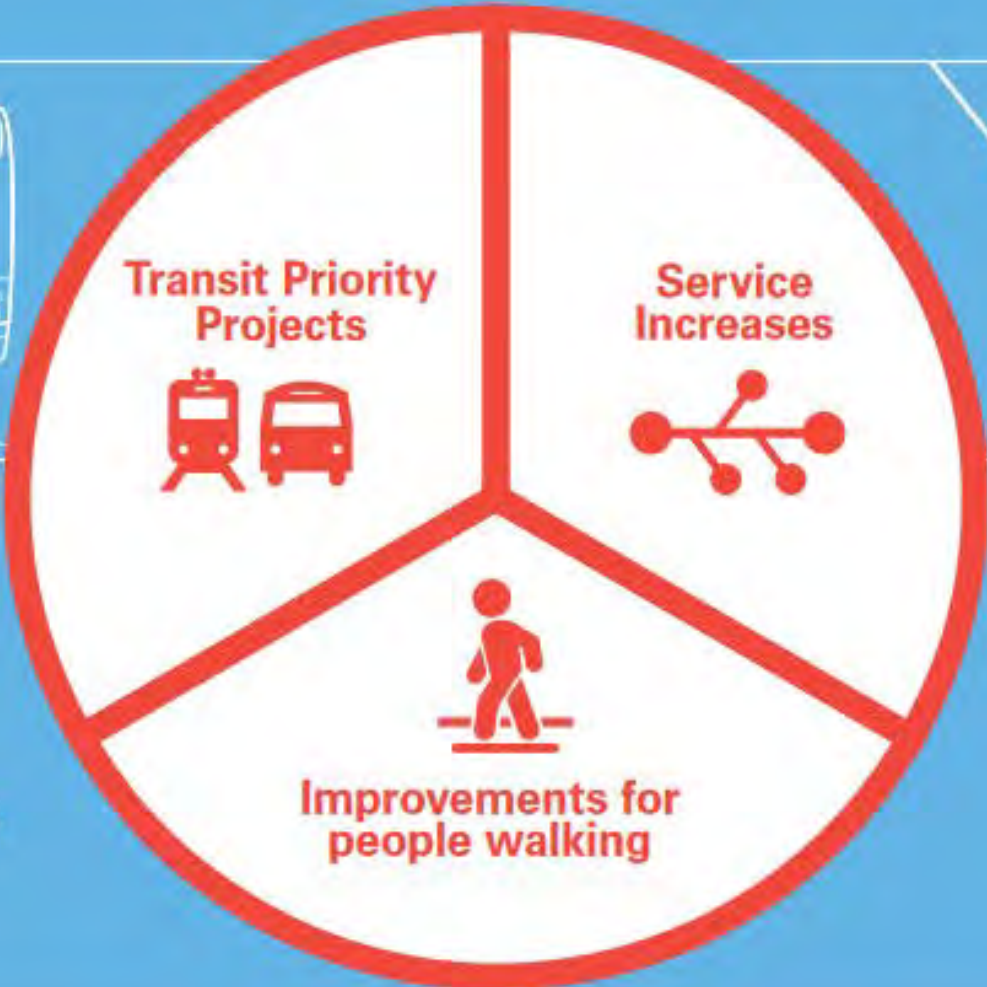 Transit Priority
Projects
Service
Increases
Improvements for
people walking